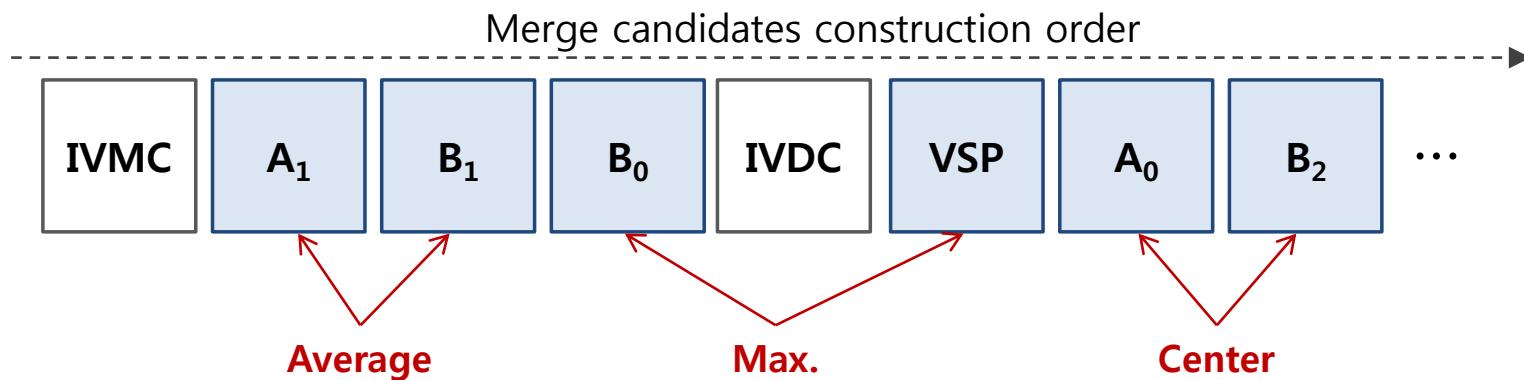 Merge candidates construction order
IVMC A₁ B₁ B₀ IVDC VSP A₀ B₂ ···
Average Max. Center